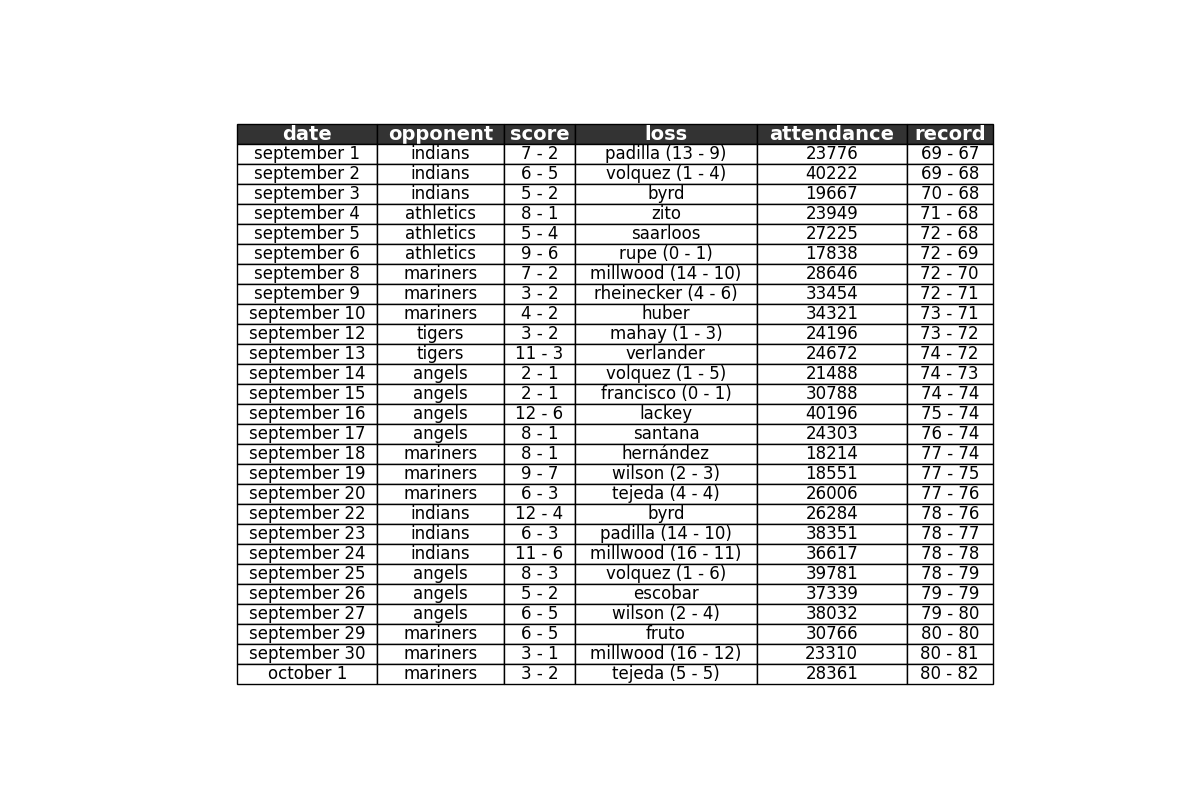 date opponent score loss attendance record
september 1 indians 7 - 2 padilla (13 - 9) 23776 69 - 67
september 2 indians 6 - 5 volquez (1 - 4) 40222 69 - 68
september 3 indians 5 - 2 byrd 19667 70 - 68
september 4 athletics 8 - 1 zito 23949 71 - 68
september 5 athletics 5 - 4 saarloos 27225 72 - 68
september 6 athletics 9 - 6 rupe (0 - 1) 17838 72 - 69
september 8 mariners 7 - 2 millwood (14 - 10) 28646 72 - 70
september 9 mariners 3 - 2 rheinecker (4 - 6) 33454 72 - 71
september 10 mariners 4 - 2 huber 34321 73 - 71
september 12 tigers 3 - 2 mahay (1 - 3) 24196 73 - 72
september 13 tigers 11 - 3 verlander 24672 74 - 72
september 14 angels 2 - 1 volquez (1 - 5) 21488 74 - 73
september 15 angels 2 - 1 francisco (0 - 1) 30788 74 - 74
september 16 angels 12 - 6 lackey 40196 75 - 74
september 17 angels 8 - 1 santana 24303 76 - 74
september 18 mariners 8 - 1 hernández 18214 77 - 74
september 19 mariners 9 - 7 wilson (2 - 3) 18551 77 - 75
september 20 mariners 6 - 3 tejeda (4 - 4) 26006 77 - 76
september 22 indians 12 - 4 byrd 26284 78 - 76
september 23 indians 6 - 3 padilla (14 - 10) 38351 78 - 77
september 24 indians 11 - 6 millwood (16 - 11) 36617 78 - 78
september 25 angels 8 - 3 volquez (1 - 6) 39781 78 - 79
september 26 angels 5 - 2 escobar 37339 79 - 79
september 27 angels 6 - 5 wilson (2 - 4) 38032 79 - 80
september 29 mariners 6 - 5 fruto 30766 80 - 80
september 30 mariners 3 - 1 millwood (16 - 12) 23310 80 - 81
october 1 mariners 3 - 2 tejeda (5 - 5) 28361 80 - 82